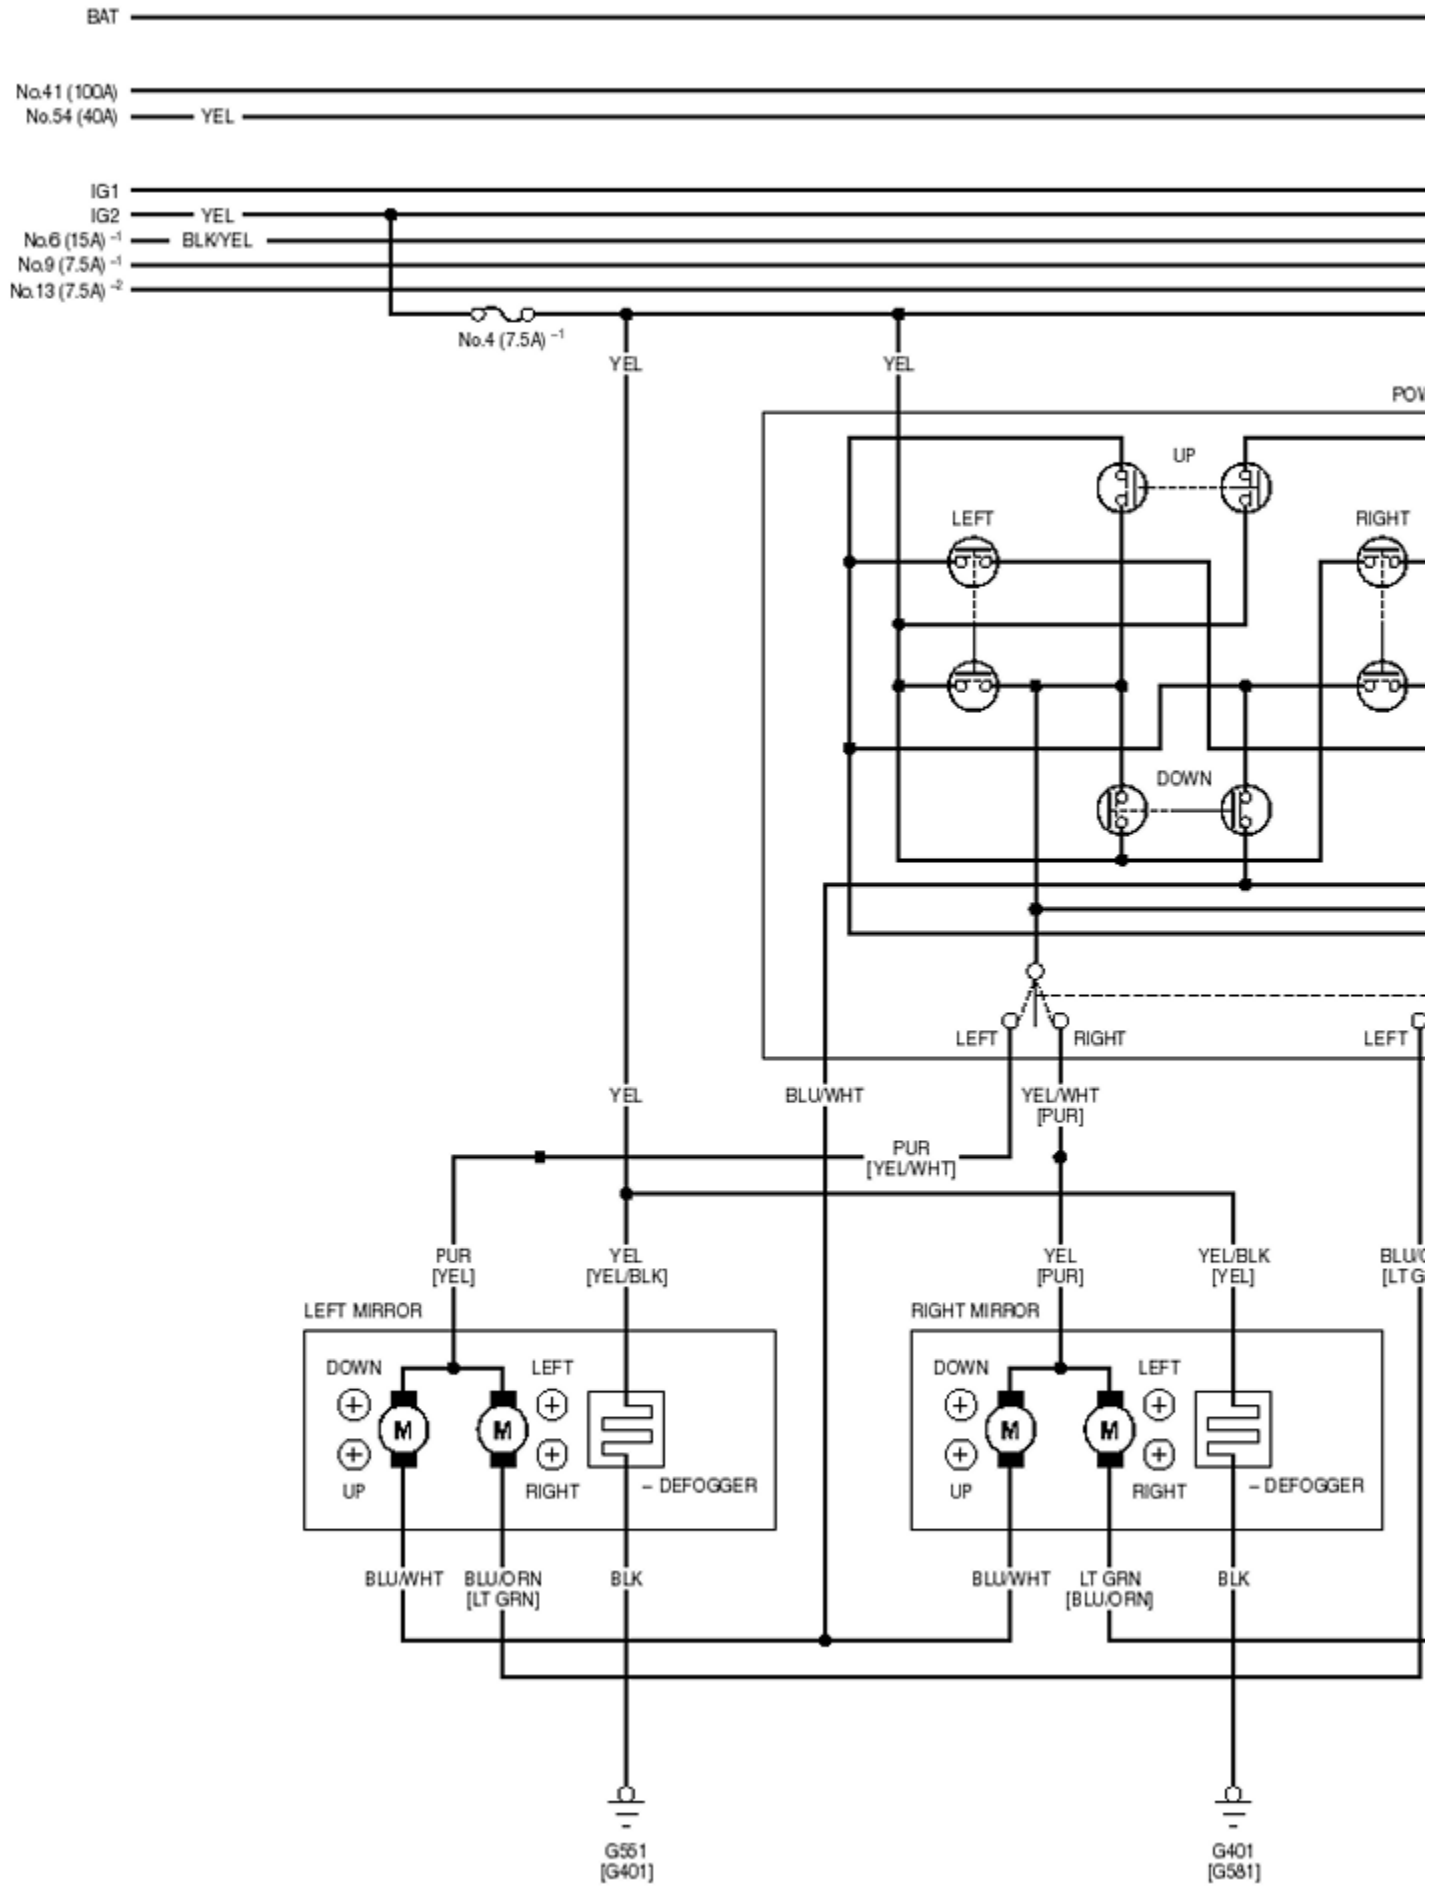 BAT
No.41 (100A)
No.54 (40A) YEL
IG1
IG2 YEL
No.6 (15A) –1 BLK/YEL
No.9 (7.5A) –1
No.13 (7.5A) –2
No.4 (7.5A) –1
YEL YEL
UP
LEFT RIGHT
DOWN
LEFT RIGHT LEFT
YEL BLU/WHT YEL/WHT
[PUR]
PUR
[YEL/WHT]
PUR YEL YEL YEL/BLK
[YEL] [YEL/BLK] [PUR] [YEL]
LEFT MIRROR RIGHT MIRROR
DOWN LEFT DOWN LEFT
+ + + +
M M M M
+ + + +
UP RIGHT – DEFOGGER UP RIGHT – DEFOGGER
BLU/WHT BLU/ORN BLK BLU/WHT LT GRN BLK
[LT GRN] [BLU/ORN]
G551 G401
[G401] [G581]